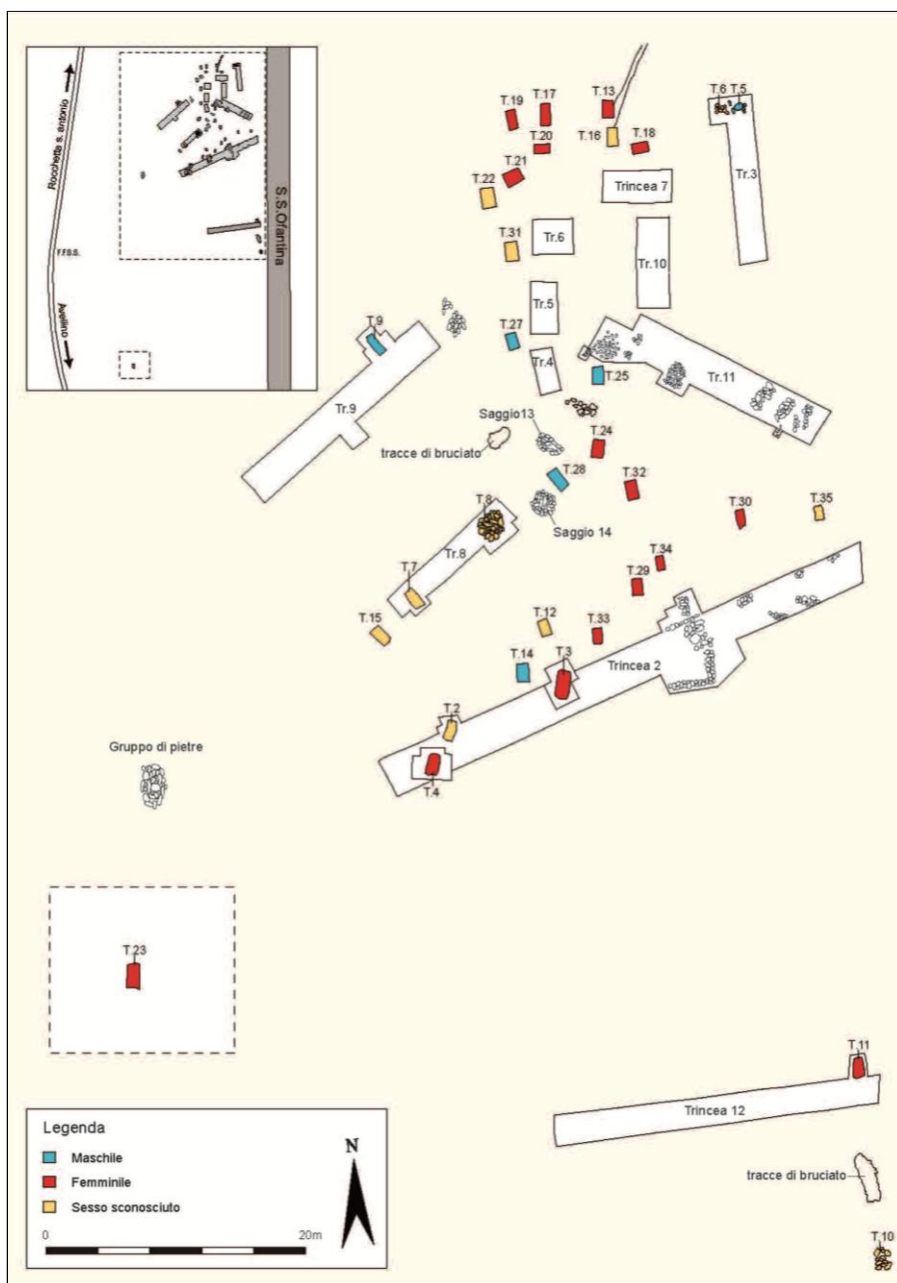 Rocchetta s. antonio
F.F.S.S.
Avellino
S.S.Ofantina
T.19
T.17
T.13
T.6
T.5
T.16
T.18
T.20
T.21
T.22
Trincea 7
Tr.3
T.31
Tr.6
Tr.10
Tr.5
T.9
T.27
Tr.4
T.25
Tr.11
Tr.9
Saggio13
tracce di bruciato
T.24
T.28
T.32
T.8
Saggio 14
T.30
T.35
Tr.8
T.34
T.7
T.29
T.15
T.12
T.33
T.14
T.3
Trincea 2
T.2
T.4
Gruppo di pietre
T.23
T.11
Trincea 12
tracce di bruciato
T.10
Legenda
Maschile
Femminile
Sesso sconosciuto
N
0 20m